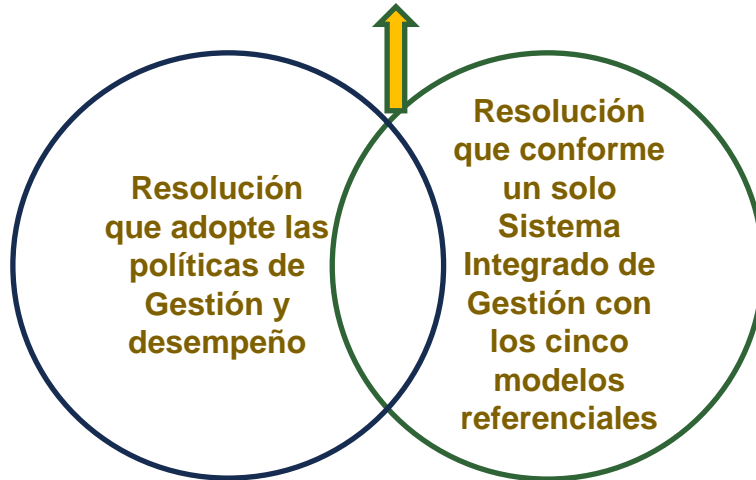 Resolución
que adopte las
políticas de
Gestión y
desempeño
Resolución
que conforme
un solo
Sistema
Integrado de
Gestión con
los cinco
modelos
referenciales